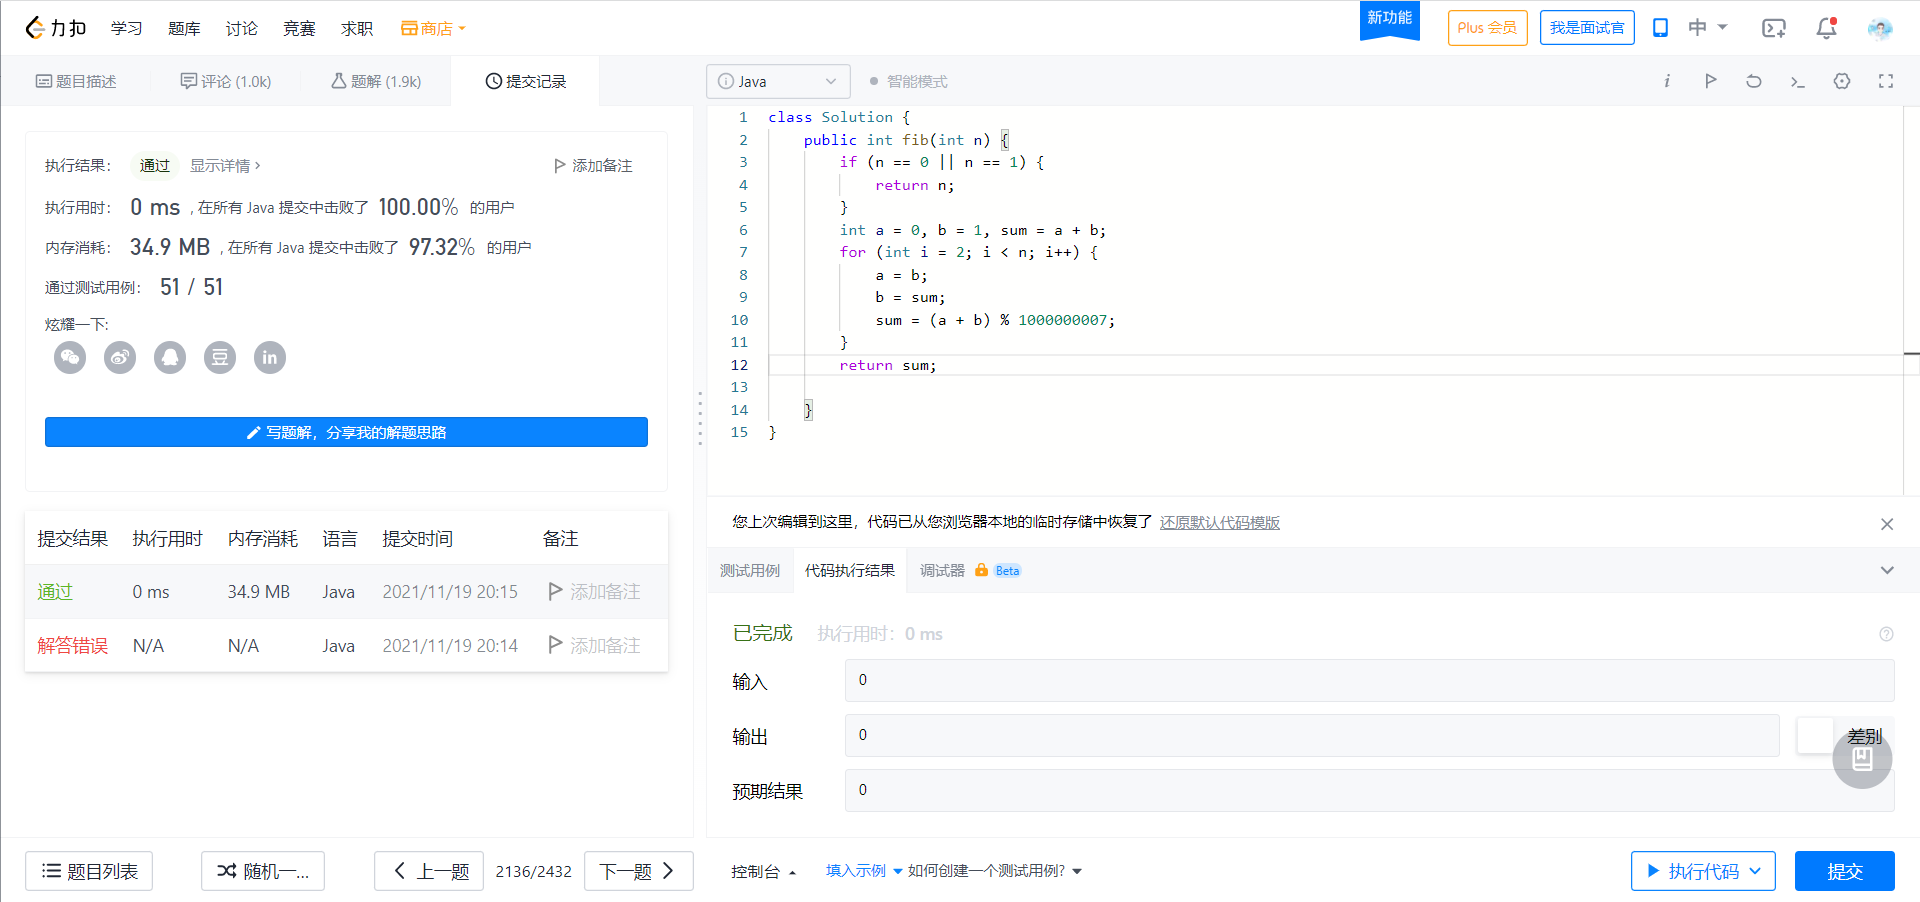 力扣 学习 题库 讨论 竞赛 求职 商店 新功能 Plus 会员 我是面试官 中
题目描述 评论 (1.0k) 题解 (1.9k) 提交记录
执行结果： 通过 显示详情 › 添加备注
执行用时： 0 ms , 在所有 Java 提交中击败了 100.00% 的用户
内存消耗： 34.9 MB , 在所有 Java 提交中击败了 97.32% 的用户
通过测试用例： 51 / 51
炫耀一下:
豆 in
写题解，分享我的解题思路
提交结果 执行用时 内存消耗 语言 提交时间 备注
通过 0 ms 34.9 MB Java 2021/11/19 20:15 添加备注
解答错误 N/A N/A Java 2021/11/19 20:14 添加备注
题目列表 随机一... 上一题 2136/2432 下一题
Java 智能模式
1 class Solution {
2 public int fib(int n) {
3 if (n == 0 || n == 1) {
4 return n;
5 }
6 int a = 0, b = 1, sum = a + b;
7 for (int i = 2; i < n; i++) {
8 a = b;
9 b = sum;
10 sum = (a + b) % 1000000007;
11 }
12 return sum;
13
14 }
15 }
您上次编辑到这里，代码已从您浏览器本地的临时存储中恢复了 还原默认代码模版
测试用例 代码执行结果 调试器 Beta
已完成 执行用时：0 ms
输入 0
输出 0 差别
预期结果 0
控制台 填入示例 如何创建一个测试用例? 执行代码 提交